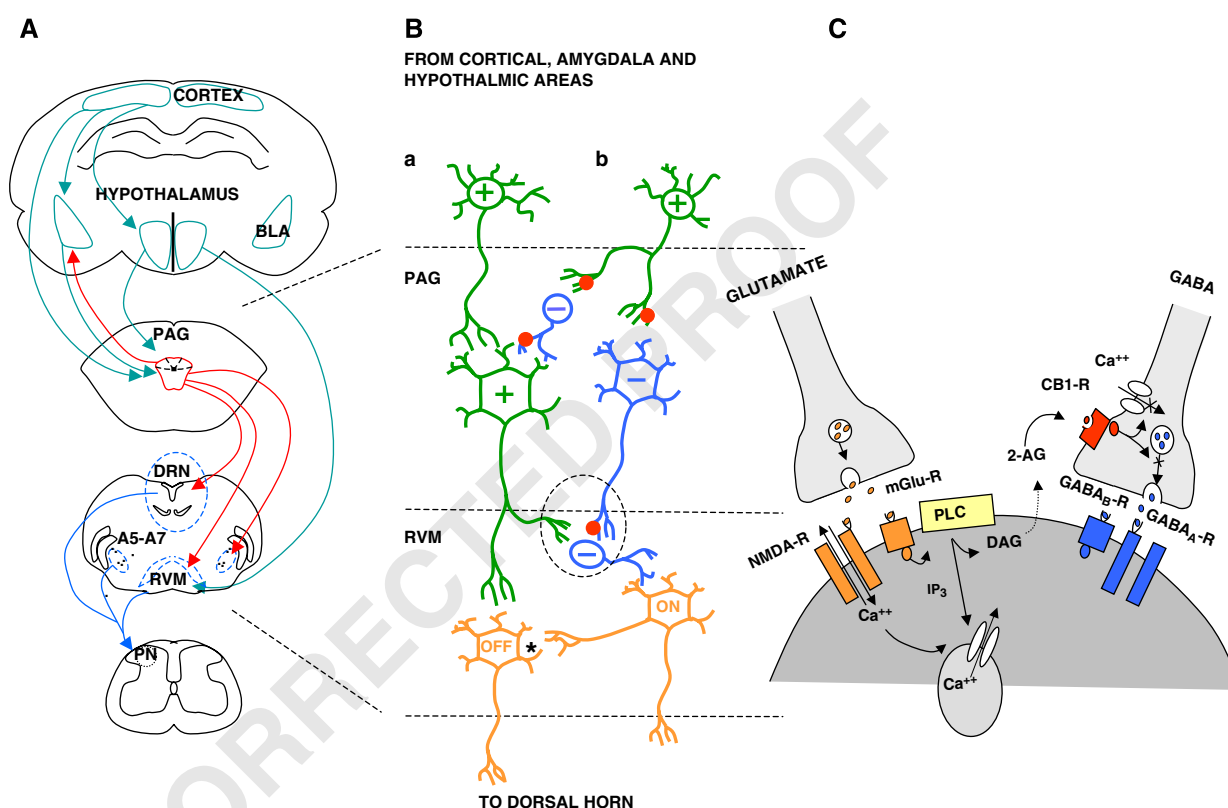 A
CORTEX
HYPOTHALAMUS
BLA
PAG
DRN
A5-A7
RVM
PN
B
FROM CORTICAL, AMYGDALA AND
HYPOTHALMIC AREAS
a
b
+
+
PAG
−
+
−
RVM
−
ON
OFF
*
TO DORSAL HORN
C
GLUTAMATE
GABA
Ca++
CB1-R
2-AG
mGlu-R
GABAB-R
PLC
GABAA-R
NMDA-R
DAG
IP3
Ca++
Ca++
ORRECTED PROOF